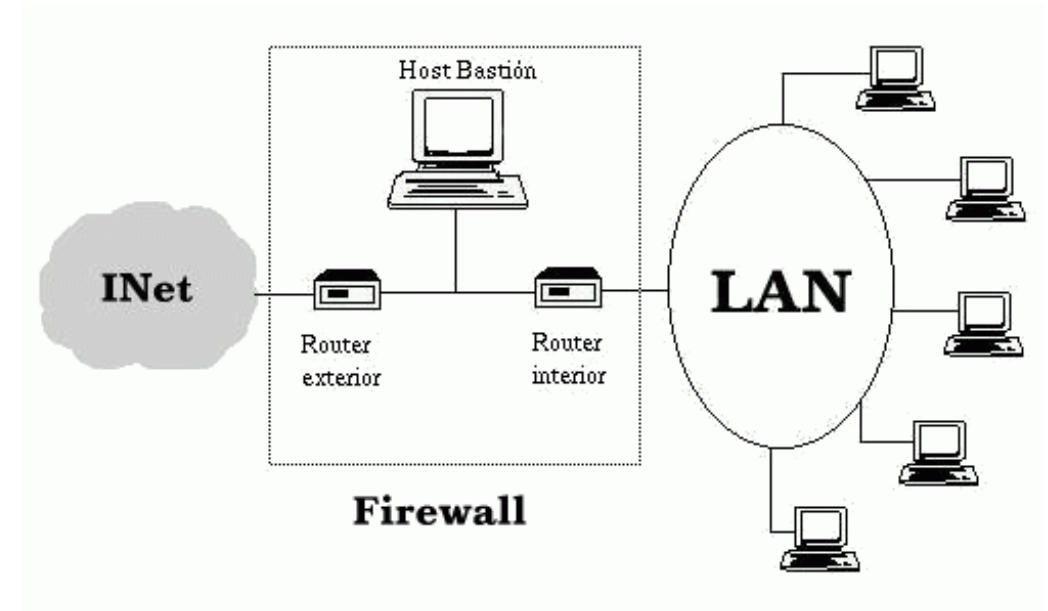 Host Bastión
INet
Router
exterior
Router
interior
LAN
Firewall